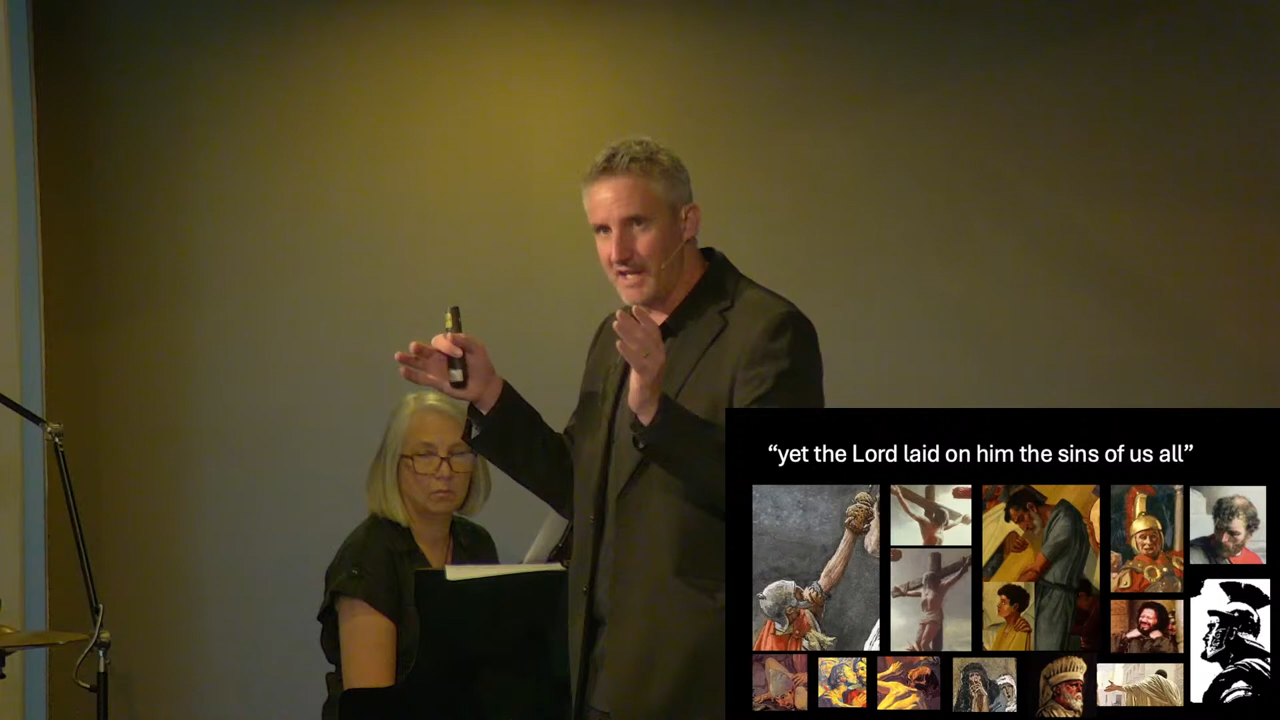 “yet the Lord laid on him the sins of us all”